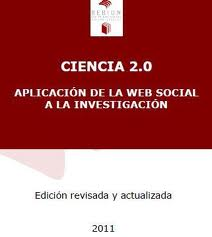 CIENCIA 2.0
APLICACIÓN DE LA WEB SOCIAL
A LA INVESTIGACIÓN
Edición revisada y actualizada
2011